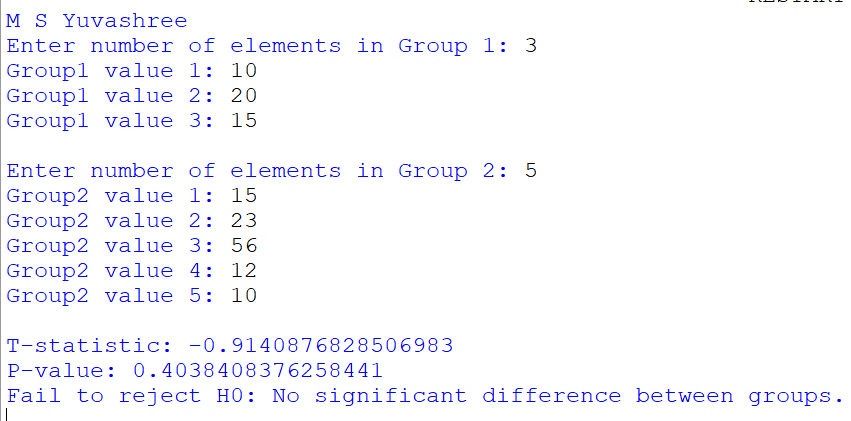 M S Yuvashree
Enter number of elements in Group 1: 3
Group1 value 1: 10
Group1 value 2: 20
Group1 value 3: 15
Enter number of elements in Group 2: 5
Group2 value 1: 15
Group2 value 2: 23
Group2 value 3: 56
Group2 value 4: 12
Group2 value 5: 10
T-statistic: -0.9140876828506983
P-value: 0.4038408376258441
Fail to reject H0: No significant difference between groups.